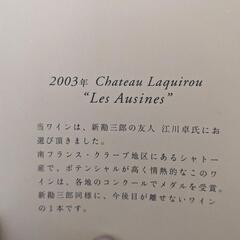 2003年 Chateau Laquirou
"Les Ausines"
当ワインは、新勘三郎の友人 江川卓氏にお
選び頂きました。
南フランス・クラープ地区にあるシャトー
産で、ポテンシャルが高く情熱的なこのワ
インは、各地のコンクールでメダルを受賞。
新勘三郎同様に、今後目が離せないワイン
の1本です。